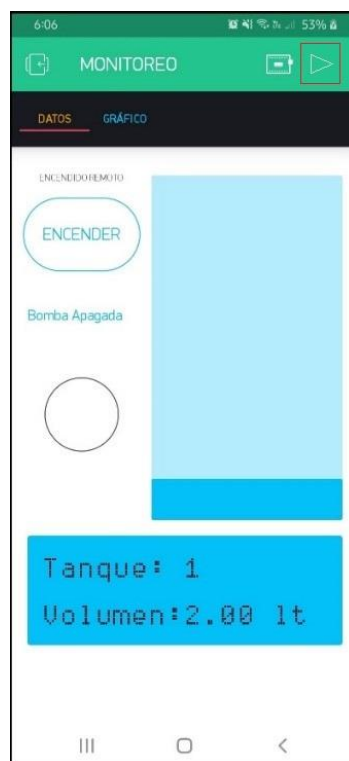 6:06 53%
MONITOREO
DATOS GRÁFICO
ENCENDIDO REMOTO
ENCENDER
Bomba Apagada
Tanque: 1
Volumen:2.00 lt